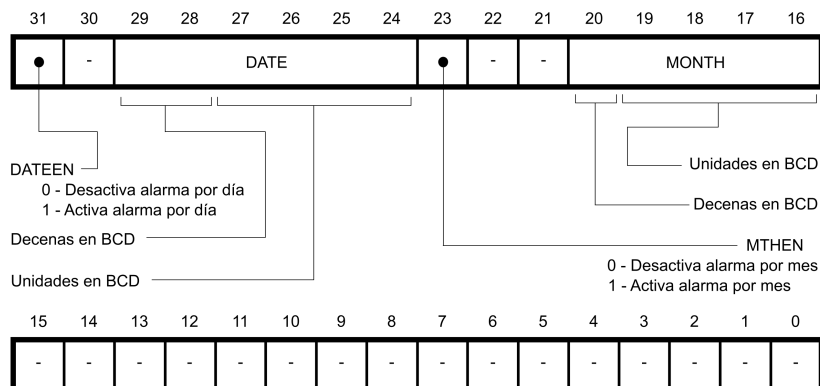 31 30 29 28 27 26 25 24 23 22 21 20 19 18 17 16
- DATE - - MONTH
DATEEN
0 - Desactiva alarma por día
1 - Activa alarma por día
Decenas en BCD
Unidades en BCD
Unidades en BCD
Decenas en BCD
MTHEN
0 - Desactiva alarma por mes
1 - Activa alarma por mes
15 14 13 12 11 10 9 8 7 6 5 4 3 2 1 0
- - - - - - - - - - - - - - - -